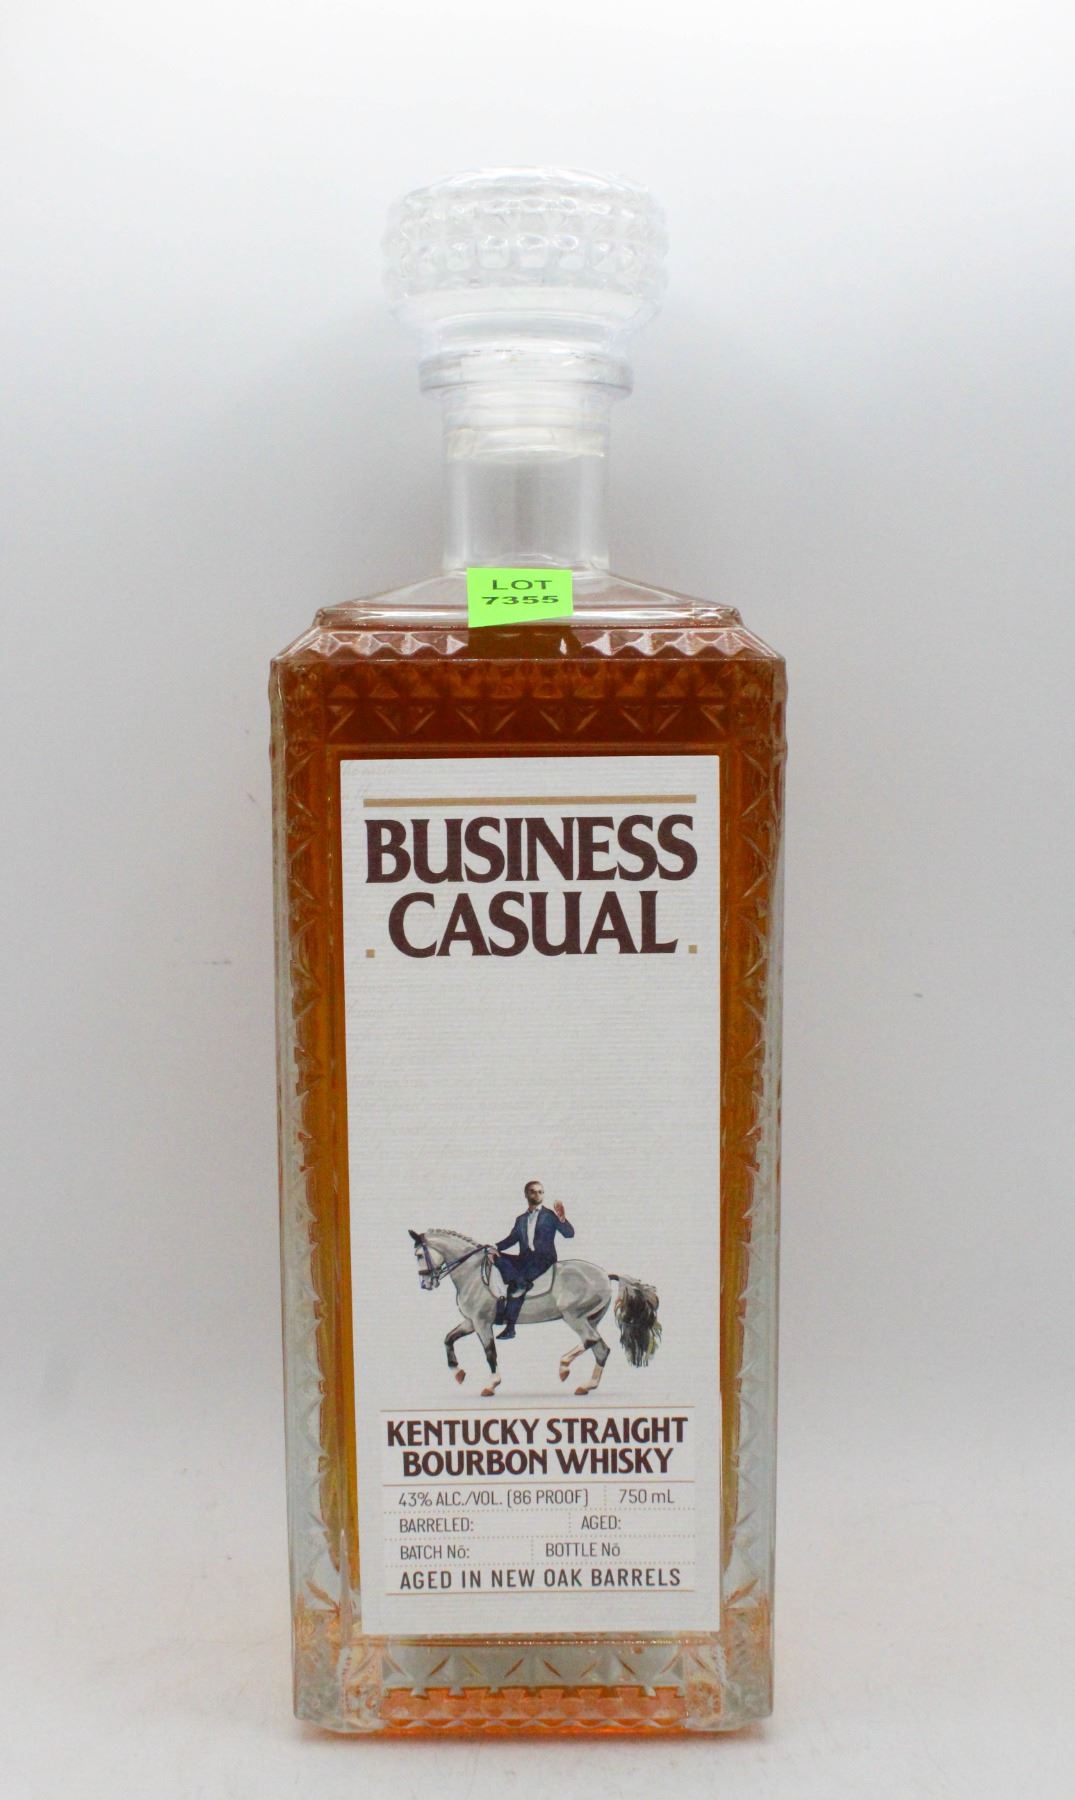 LOT
7355
BUSINESS
. CASUAL .
KENTUCKY STRAIGHT
BOURBON WHISKY
43% ALC./VOL. (86 PROOF) 750 mL
BARRELED: AGED:
BATCH Nō: BOTTLE Nō
AGED IN NEW OAK BARRELS